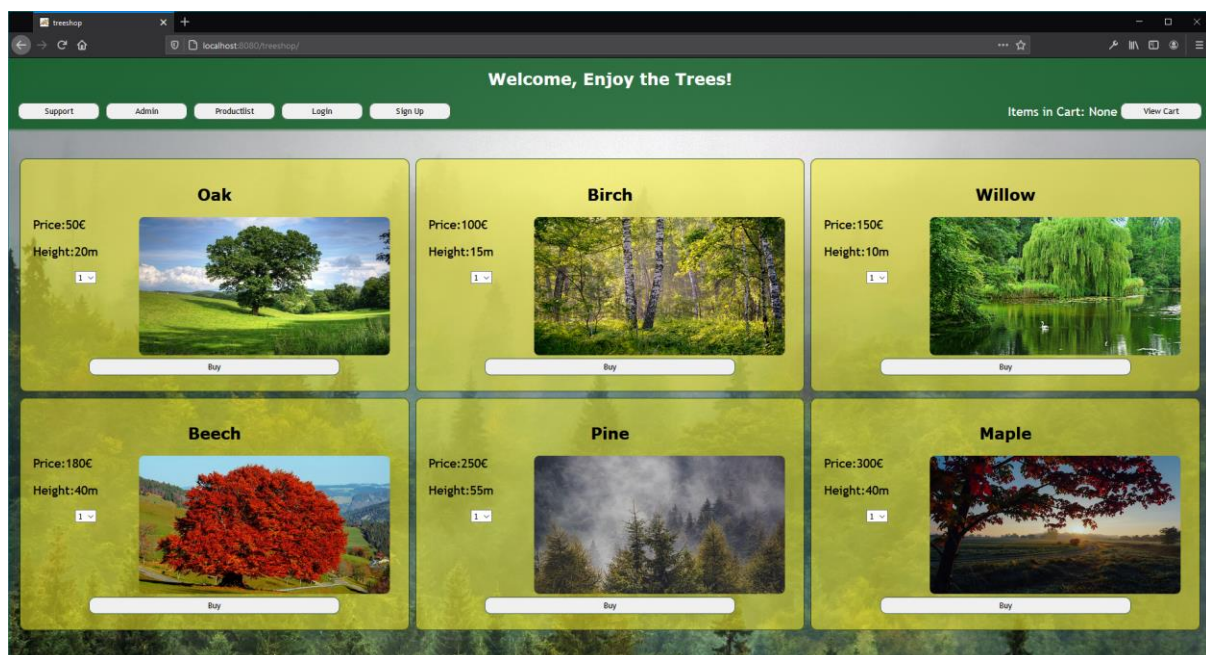 treeshop
localhost:8080/treeshop/
Welcome, Enjoy the Trees!
Support Admin Productlist Login Sign Up Items in Cart: None View Cart
Oak
Price:50€
Height:20m
1
Buy
Birch
Price:100€
Height:15m
1
Buy
Willow
Price:150€
Height:10m
1
Buy
Beech
Price:180€
Height:40m
1
Buy
Pine
Price:250€
Height:55m
1
Buy
Maple
Price:300€
Height:40m
1
Buy